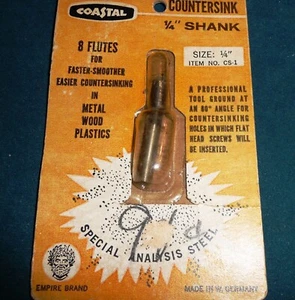 COASTAL
COUNTERSINK
¼" SHANK
8 FLUTES
FOR
FASTER-SMOOTHER
EASIER COUNTERSINKING
IN
METAL
WOOD
PLASTICS
SIZE: ¼"
ITEM NO. CS-1
A PROFESSIONAL
TOOL GROUND AT
AN 80° ANGLE FOR
COUNTERSINKING
HOLES IN WHICH FLAT
HEAD SCREWS WILL
BE INSERTED.
SPECIAL ANALYSIS STEEL
EMPIRE BRAND
MADE IN W. GERMANY